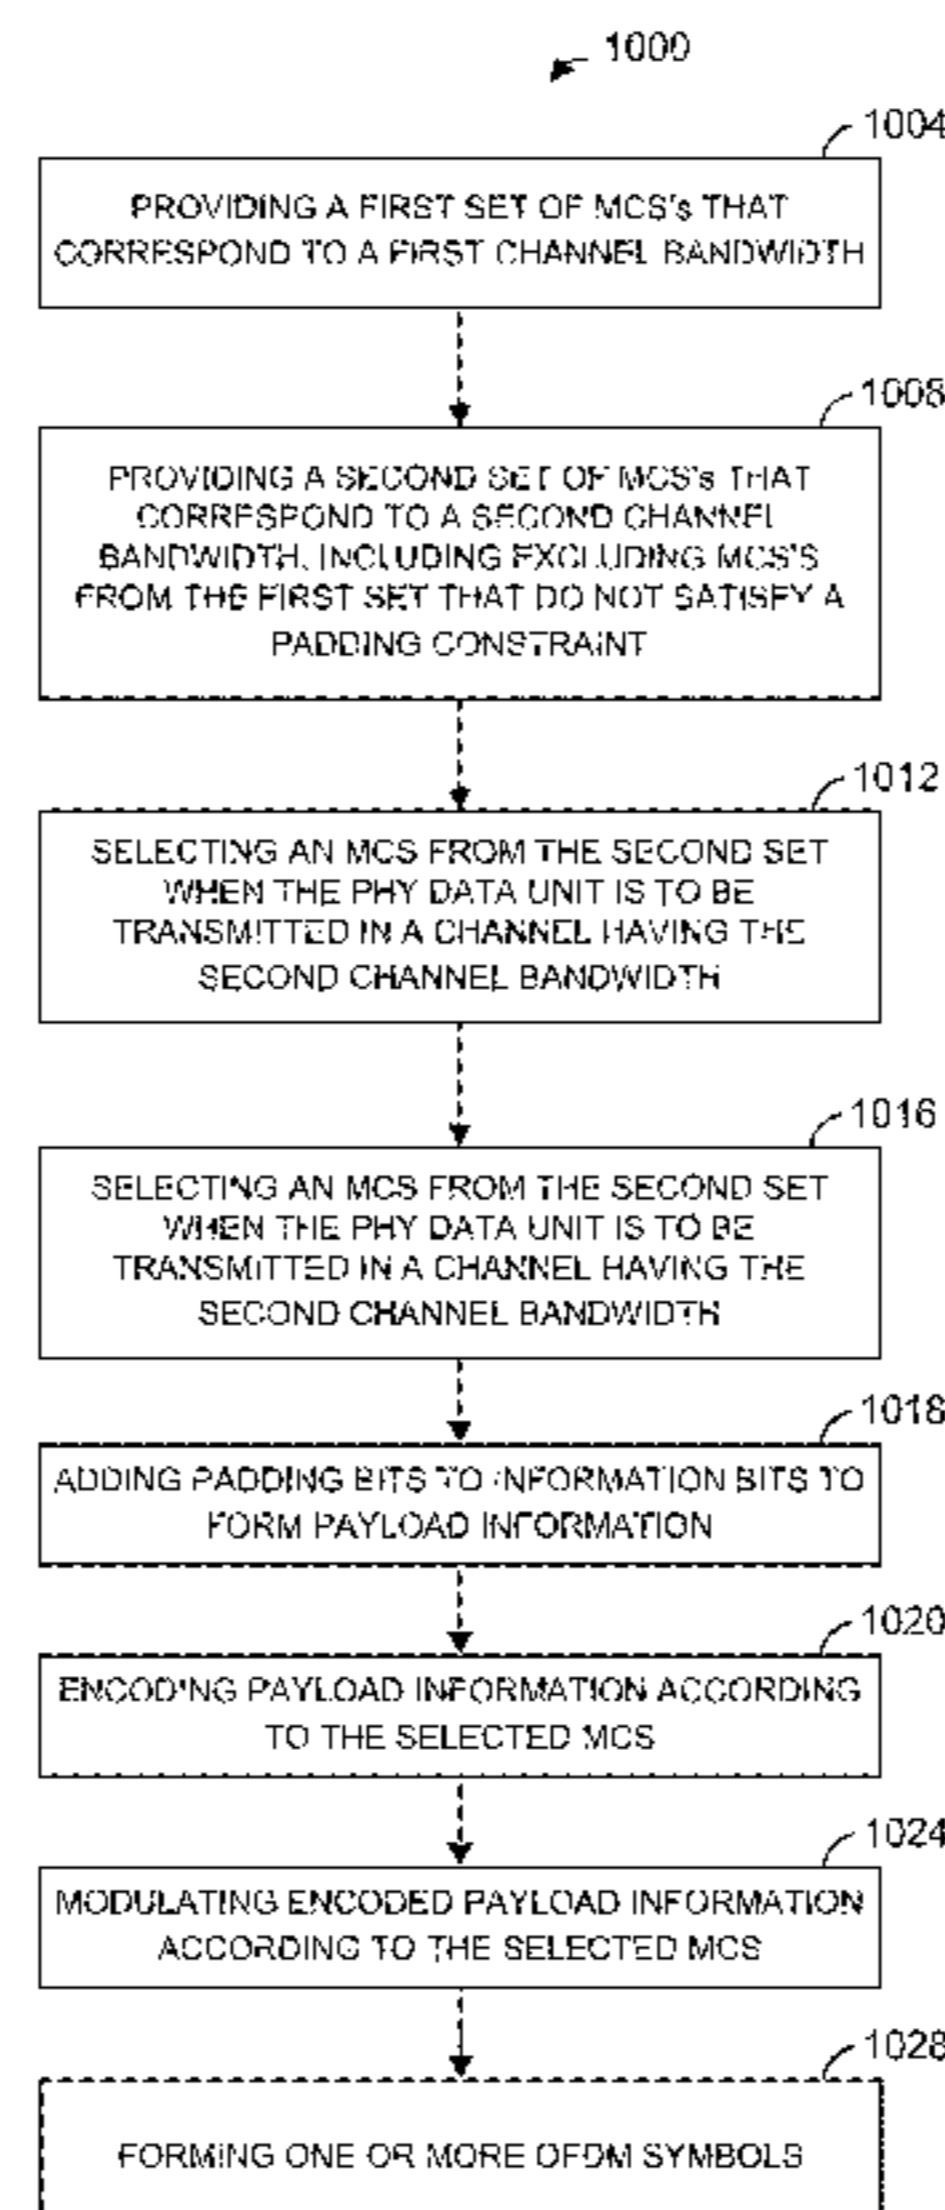 1000
1004
PROVIDING A FIRST SET OF MCS's THAT
CORRESPOND TO A FIRST CHANNEL BANDWIDTH
1008
PROVIDING A SECOND SET OF MCS's THAT
CORRESPOND TO A SECOND CHANNEL
BANDWIDTH, INCLUDING EXCLUDING MCS'S
FROM THE FIRST SET THAT DO NOT SATISFY A
PADDING CONSTRAINT
1012
SELECTING AN MCS FROM THE SECOND SET
WHEN THE PHY DATA UNIT IS TO BE
TRANSMITTED IN A CHANNEL HAVING THE
SECOND CHANNEL BANDWIDTH
1016
SELECTING AN MCS FROM THE SECOND SET
WHEN THE PHY DATA UNIT IS TO BE
TRANSMITTED IN A CHANNEL HAVING THE
SECOND CHANNEL BANDWIDTH
1018
ADDING PADDING BITS TO INFORMATION BITS TO
FORM PAYLOAD INFORMATION
1020
ENCODING PAYLOAD INFORMATION ACCORDING
TO THE SELECTED MCS
1024
MODULATING ENCODED PAYLOAD INFORMATION
ACCORDING TO THE SELECTED MCS
1028
FORMING ONE OR MORE OFDM SYMBOLS